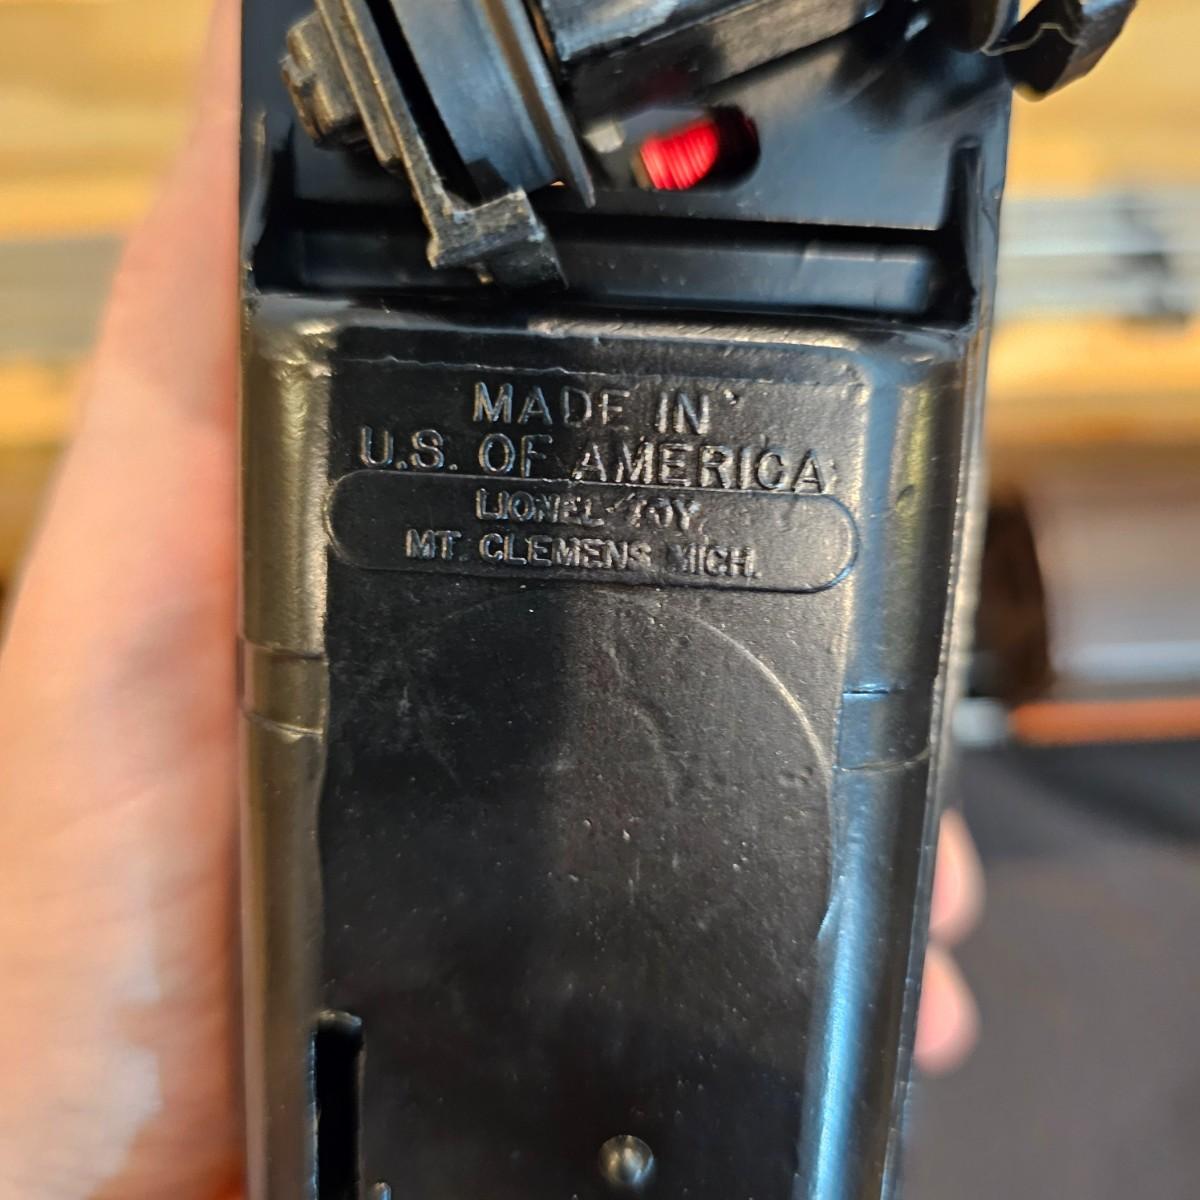 MADE IN
U.S. OF AMERICA
LIONEL TOY
MT. CLEMENS MICH.